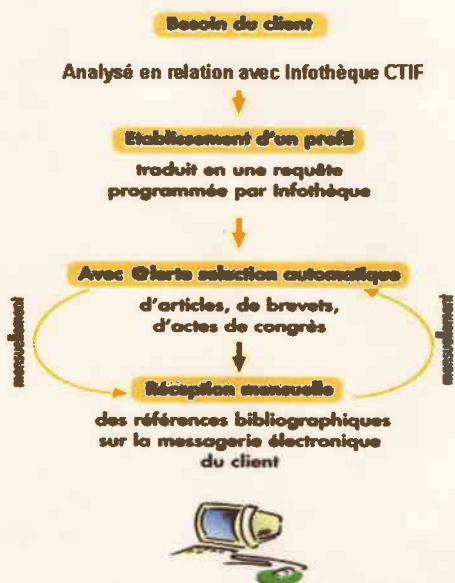 Besoin du client
Analysé en relation avec Infothèque CTIF
Etablissement d'un profil
traduit en une requête
programmée par Infothèque
Avec @lerte selection automatique
d'articles, de brevets,
d'actes de congrès
mensuellement
mensuellement
Réception mensuelle
des références bibliographiques
sur la messagerie électronique
du client